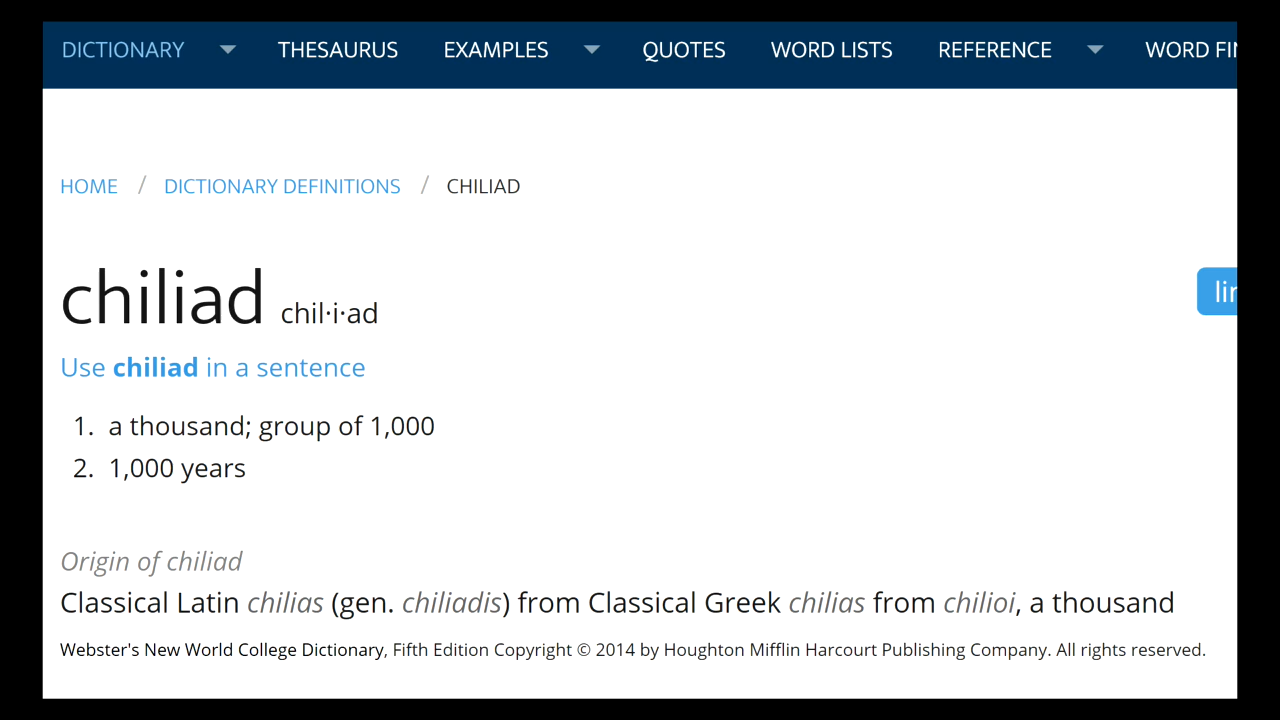 DICTIONARY THESAURUS EXAMPLES QUOTES WORD LISTS REFERENCE WORD
HOME / DICTIONARY DEFINITIONS / CHILIAD
chiliad chil·i·ad
Use chiliad in a sentence
1. a thousand; group of 1,000
2. 1,000 years
Origin of chiliad
Classical Latin chilias (gen. chiliadis) from Classical Greek chilias from chilioi, a thousand
Webster's New World College Dictionary, Fifth Edition Copyright © 2014 by Houghton Mifflin Harcourt Publishing Company. All rights reserved.